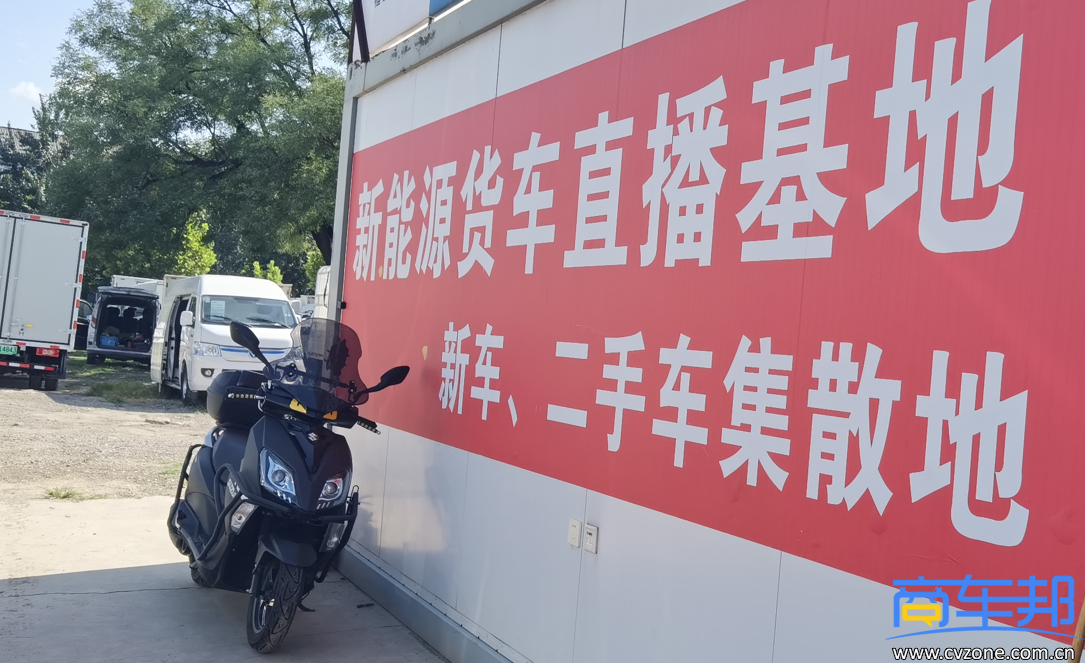 新能源货车直播基地
新车、二手车集散地
商车邦
www.cvzone.com.cn